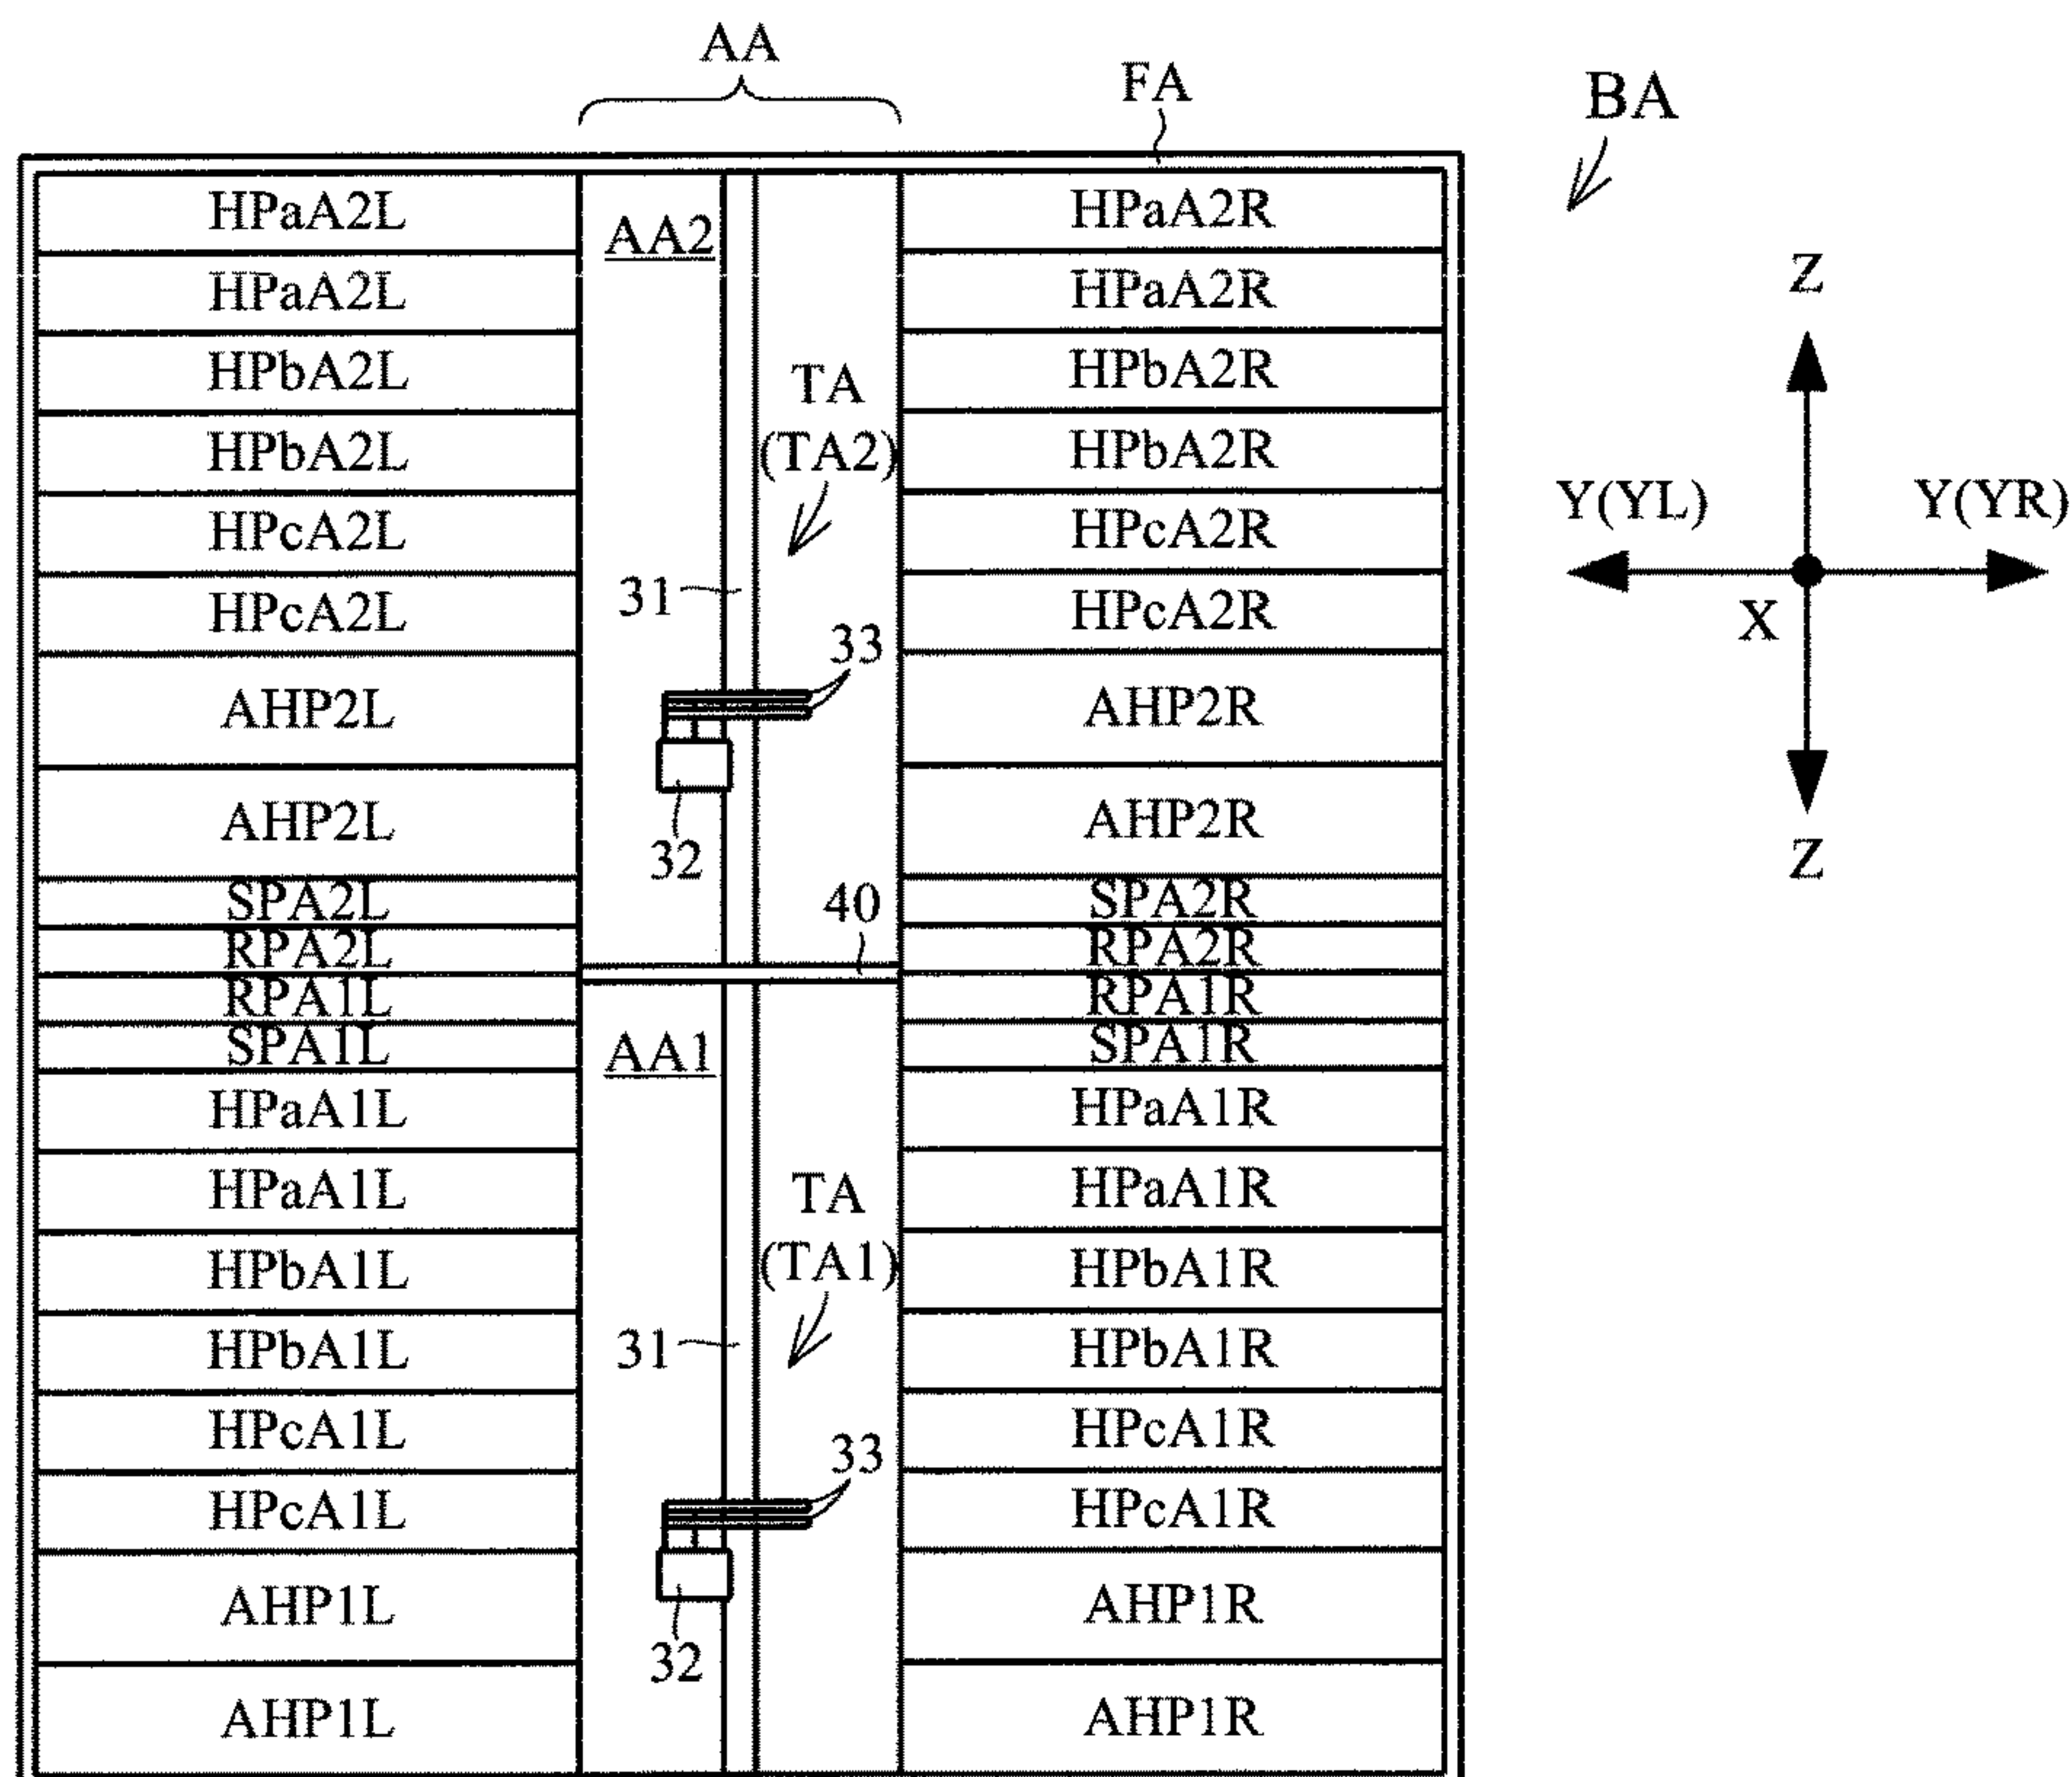 AA
FA
BA
HPaA2L
AA2
HPaA2R
HPaA2L
HPaA2R
Z
HPbA2L
TA
HPbA2R
HPbA2L
(TA2)
HPbA2R
Y(YL)
Y(YR)
HPcA2L
HPcA2R
X
HPcA2L
31
HPcA2R
33
AHP2L
AHP2R
AHP2L
32
AHP2R
Z
SPA2L
40
SPA2R
RPA2L
RPA2R
RPA1L
RPA1R
SPA1L
AA1
SPA1R
HPaA1L
HPaA1R
HPaA1L
TA
HPaA1R
HPbA1L
(TA1)
HPbA1R
HPbA1L
31
HPbA1R
HPcA1L
33
HPcA1R
HPcA1L
HPcA1R
AHP1L
AHP1R
32
AHP1L
AHP1R